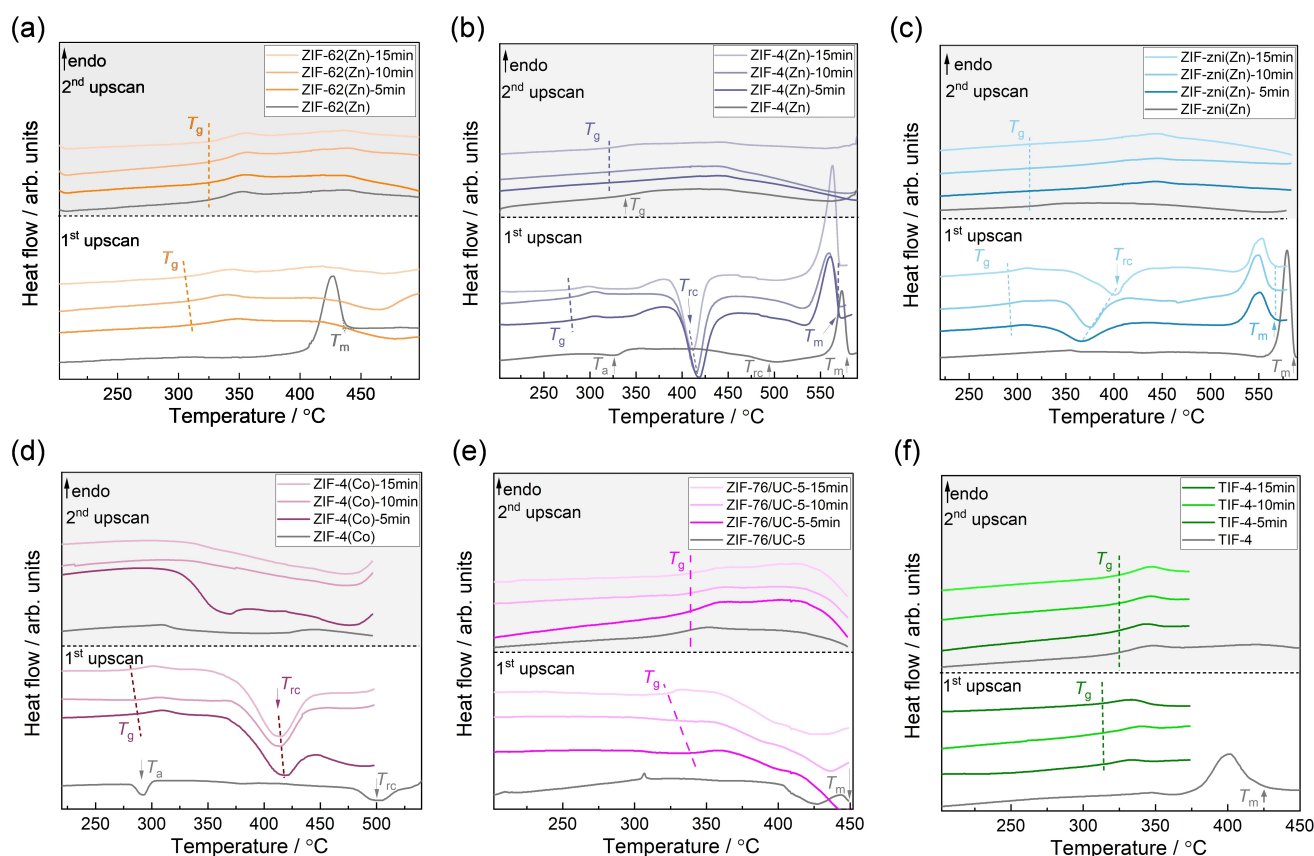 (a)
↑endo
2nd upscan
ZIF-62(Zn)-15min
ZIF-62(Zn)-10min
ZIF-62(Zn)-5min
ZIF-62(Zn)
Tg
1st upscan
Tg
Tm
Heat flow / arb. units
250 300 350 400 450
Temperature / °C
(b)
↑endo
2nd upscan
ZIF-4(Zn)-15min
ZIF-4(Zn)-10min
ZIF-4(Zn)-5min
ZIF-4(Zn)
Tg
Tg
1st upscan
Trc
Tg
Tm
Ta
Trc
Tm
Heat flow / arb. units
250 300 350 400 450 500 550
Temperature / °C
(c)
↑endo
2nd upscan
ZIF-zni(Zn)-15min
ZIF-zni(Zn)-10min
ZIF-zni(Zn)- 5min
ZIF-zni(Zn)
Tg
1st upscan
Tg
Trc
Tm
Tm
Heat flow / arb. units
250 300 350 400 450 500 550
Temperature / °C
(d)
↑endo
2nd upscan
ZIF-4(Co)-15min
ZIF-4(Co)-10min
ZIF-4(Co)-5min
ZIF-4(Co)
1st upscan
Trc
Tg
Ta
Trc
Heat flow / arb. units
250 300 350 400 450 500
Temperature / °C
(e)
↑endo
2nd upscan
ZIF-76/UC-5-15min
ZIF-76/UC-5-10min
ZIF-76/UC-5-5min
ZIF-76/UC-5
Tg
1st upscan
Tg
Tm
Heat flow / arb. units
250 300 350 400 450
Temperature / °C
(f)
↑endo
2nd upscan
TIF-4-15min
TIF-4-10min
TIF-4-5min
TIF-4
Tg
1st upscan
Tg
Tm
Heat flow / arb. units
250 300 350 400 450
Temperature / °C